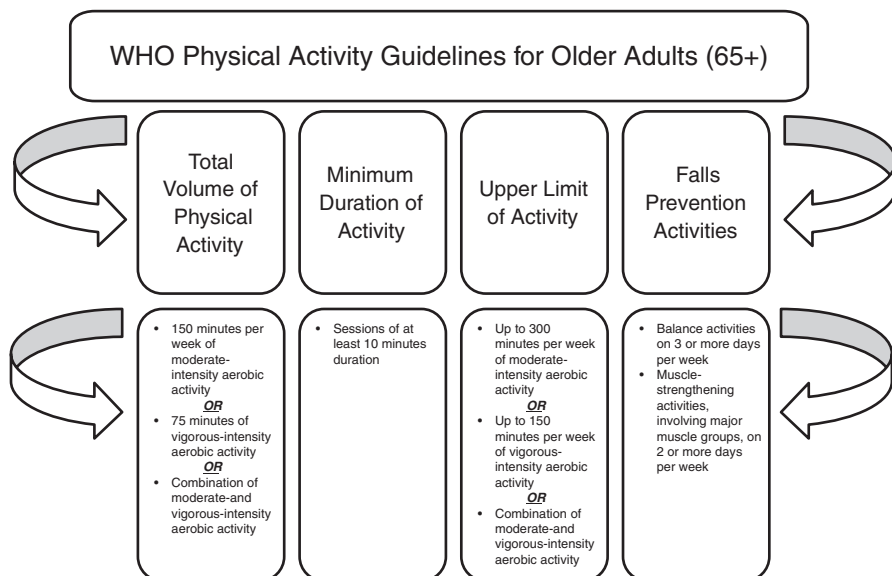 WHO Physical Activity Guidelines for Older Adults (65+)
Total
Volume of
Physical
Activity
Minimum
Duration of
Activity
Upper Limit
of Activity
Falls
Prevention
Activities
• 150 minutes per
week of
moderate-
intensity aerobic
activity
OR
• 75 minutes of
vigorous-intensity
aerobic activity
OR
• Combination of
moderate-and
vigorous-intensity
aerobic activity
• Sessions of at
least 10 minutes
duration
• Up to 300
minutes per week
of moderate-
intensity aerobic
activity
OR
• Up to 150
minutes per week
of vigorous-
intensity aerobic
activity
OR
• Combination of
moderate-and
vigorous-intensity
aerobic activity
• Balance activities
on 3 or more days
per week
• Muscle-
strengthening
activities,
involving major
muscle groups, on
2 or more days
per week